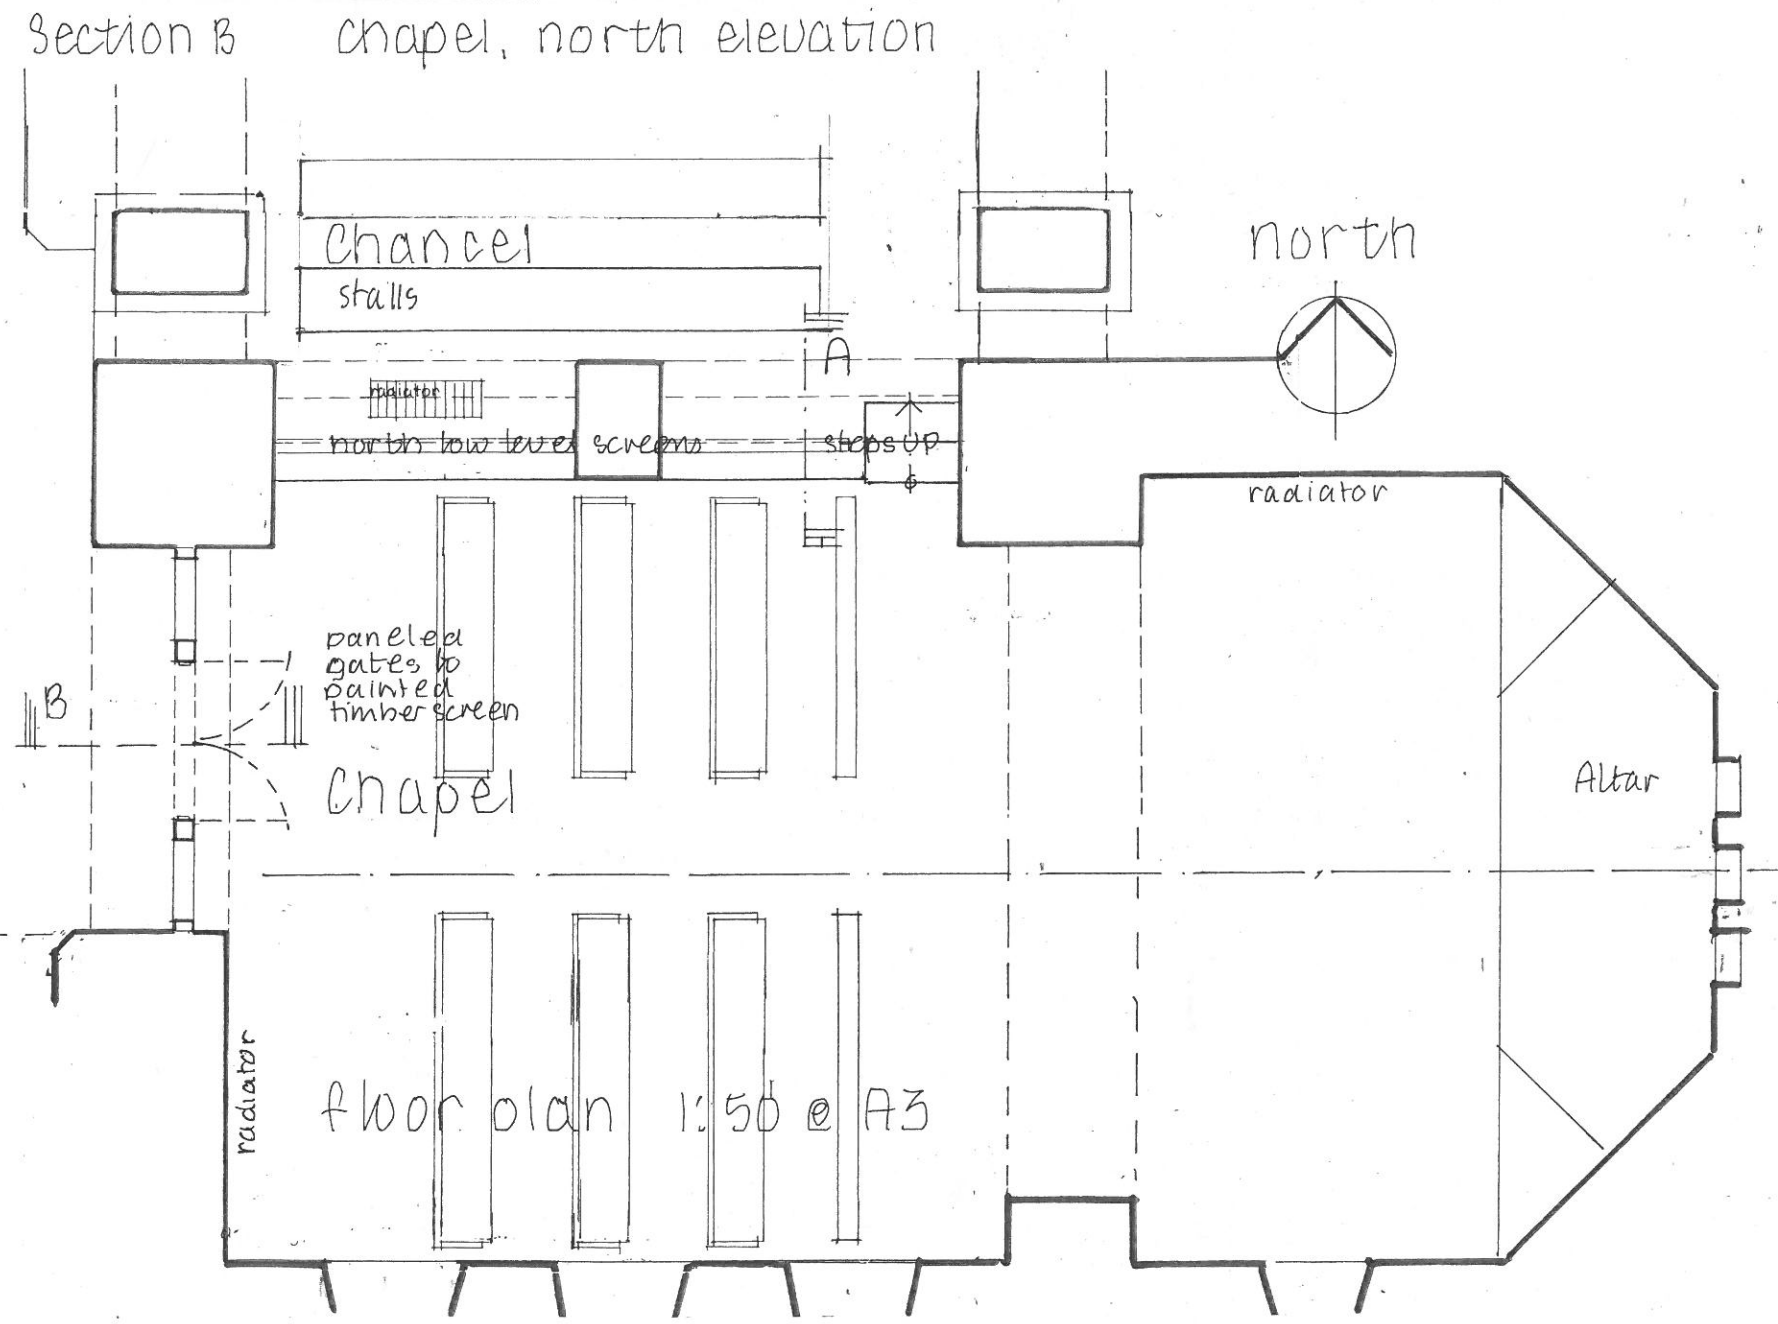 Section B chapel, north elevation
Chancel
stalls
north
A
radiator
north low level screens
steps UP
radiator
paneled
gates to
painted
timber screen
B
Chapel
Altar
radiator
floor plan 1:50 @ A3